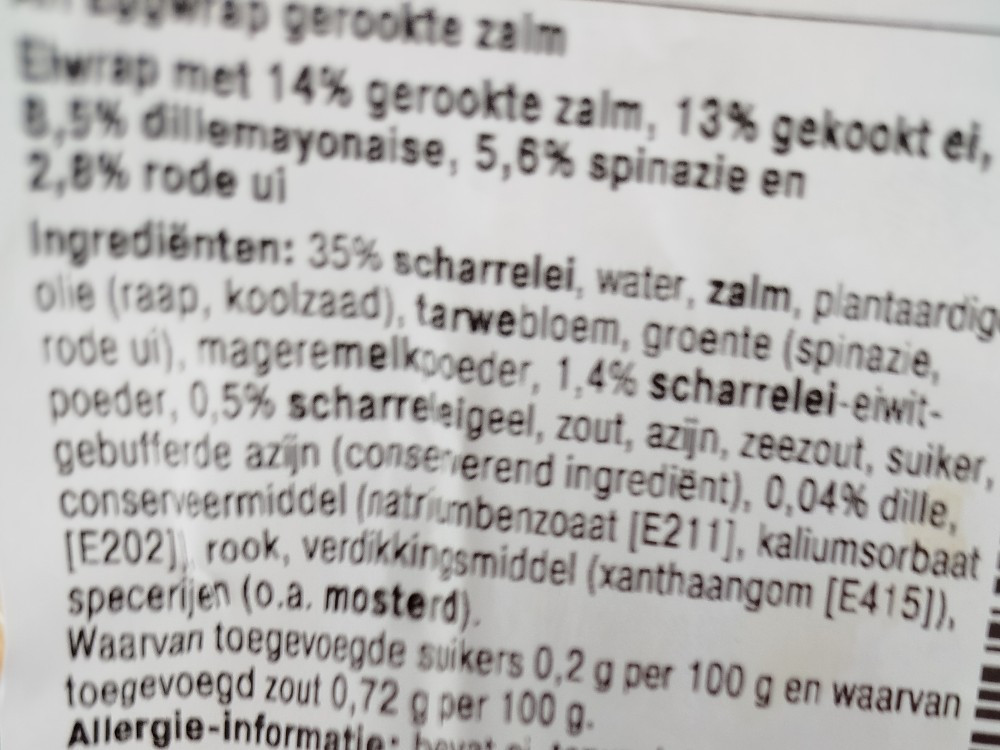 Eggwrap gerookte zalm
Eiwrap met 14% gerookte zalm, 13% gekookt ei,
8,5% dillemayonaise, 5,6% spinazie en
2,8% rode ui
Ingrediënten: 35% scharrelei, water, zalm, plantaardig
olie (raap, koolzaad), tarwebloem, groente (spinazie,
rode ui), mageremelkpoeder, 1,4% scharrelei-eiwit-
poeder, 0,5% scharreleigeel, zout, azijn, zeezout, suiker,
gebufferde azijn (conserverend ingrediënt), 0,04% dille,
conserveermiddel (natriumbenzoaat [E211], kaliumsorbaat
[E202]), rook, verdikkingsmiddel (xanthaangom [E415]),
specerijen (o.a. mosterd).
Waarvan toegevoegde suikers 0,2 g per 100 g en waarvan
toegevoegd zout 0,72 g per 100 g.
Allergie-informatie: bevat ei,